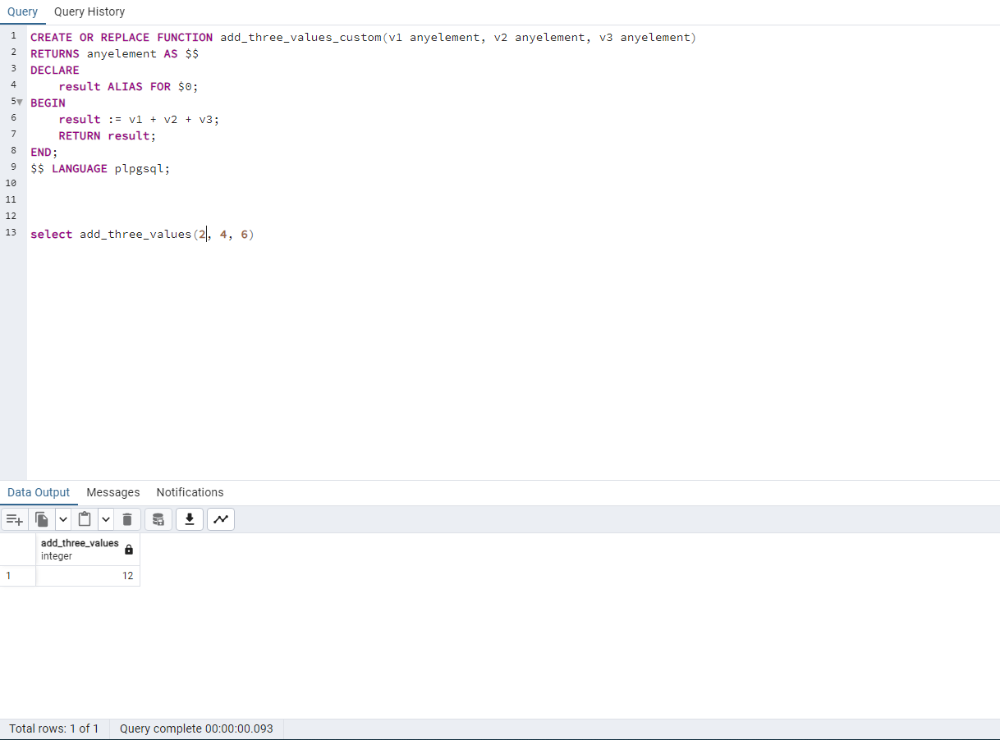 Query Query History
1 CREATE OR REPLACE FUNCTION add_three_values_custom(v1 anyelement, v2 anyelement, v3 anyelement)
2 RETURNS anyelement AS $$
3 DECLARE
4     result ALIAS FOR $0;
5 BEGIN
6     result := v1 + v2 + v3;
7     RETURN result;
8 END;
9 $$ LANGUAGE plpgsql;
10
11
12
13 select add_three_values(2, 4, 6)
Data Output Messages Notifications
add_three_values
integer
1 12
Total rows: 1 of 1 Query complete 00:00:00.093